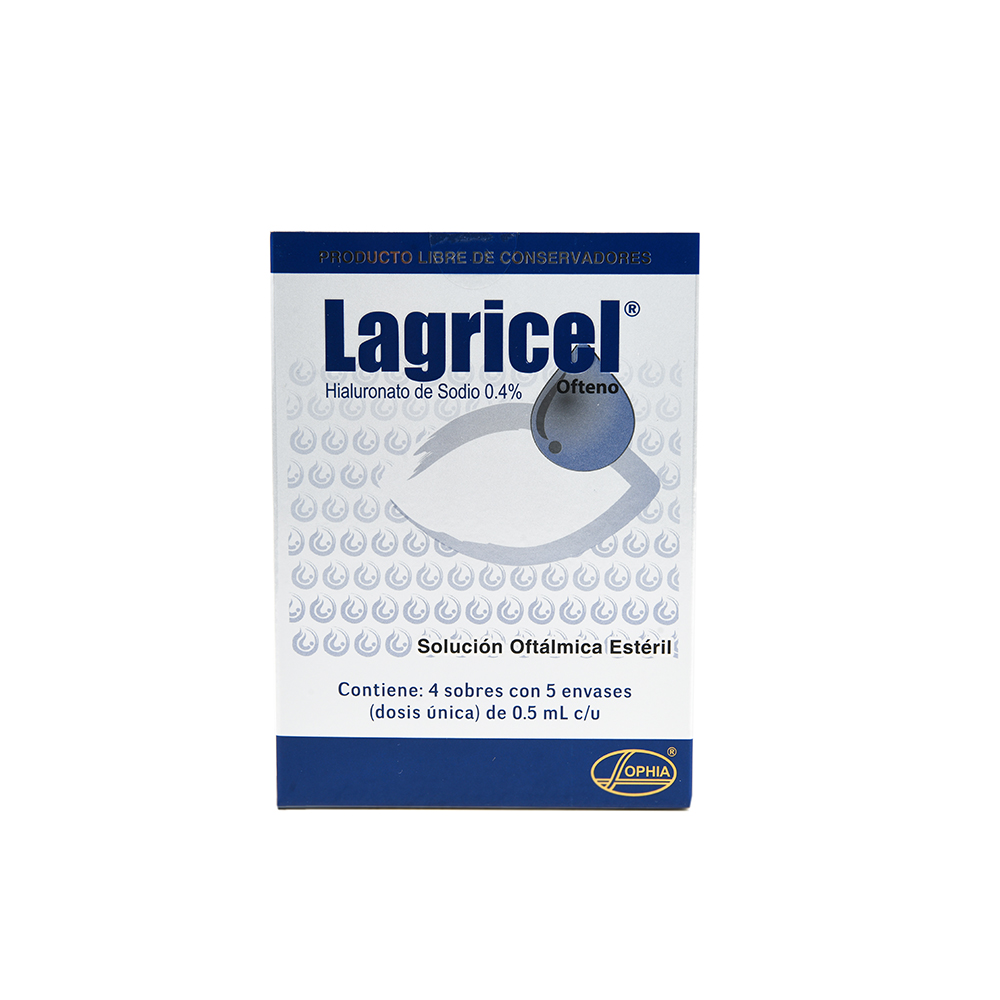 PRODUCTO LIBRE DE CONSERVADORES
Lagricel®
Ofteno
Hialuronato de Sodio 0.4%
Solución Oftálmica Estéril
Contiene: 4 sobres con 5 envases
(dosis única) de 0.5 mL c/u
SOPHIA®